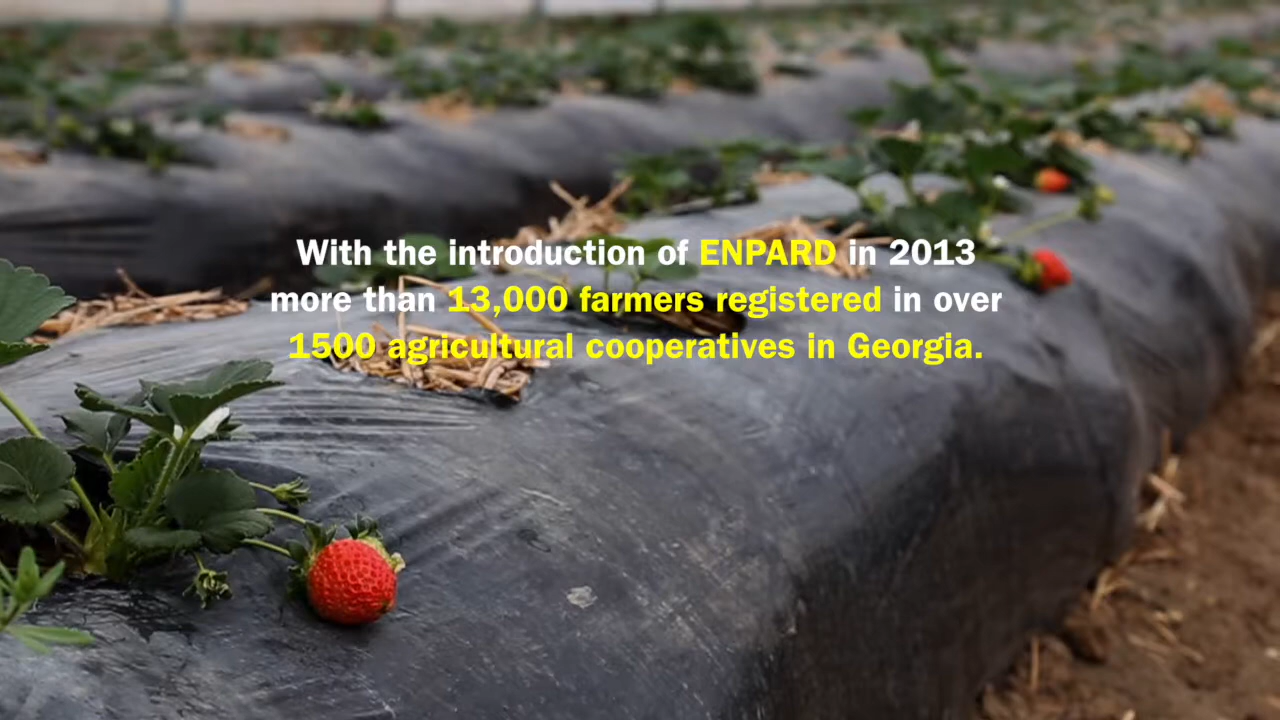 With the introduction of ENPARD in 2013
more than 13,000 farmers registered in over
1500 agricultural cooperatives in Georgia.